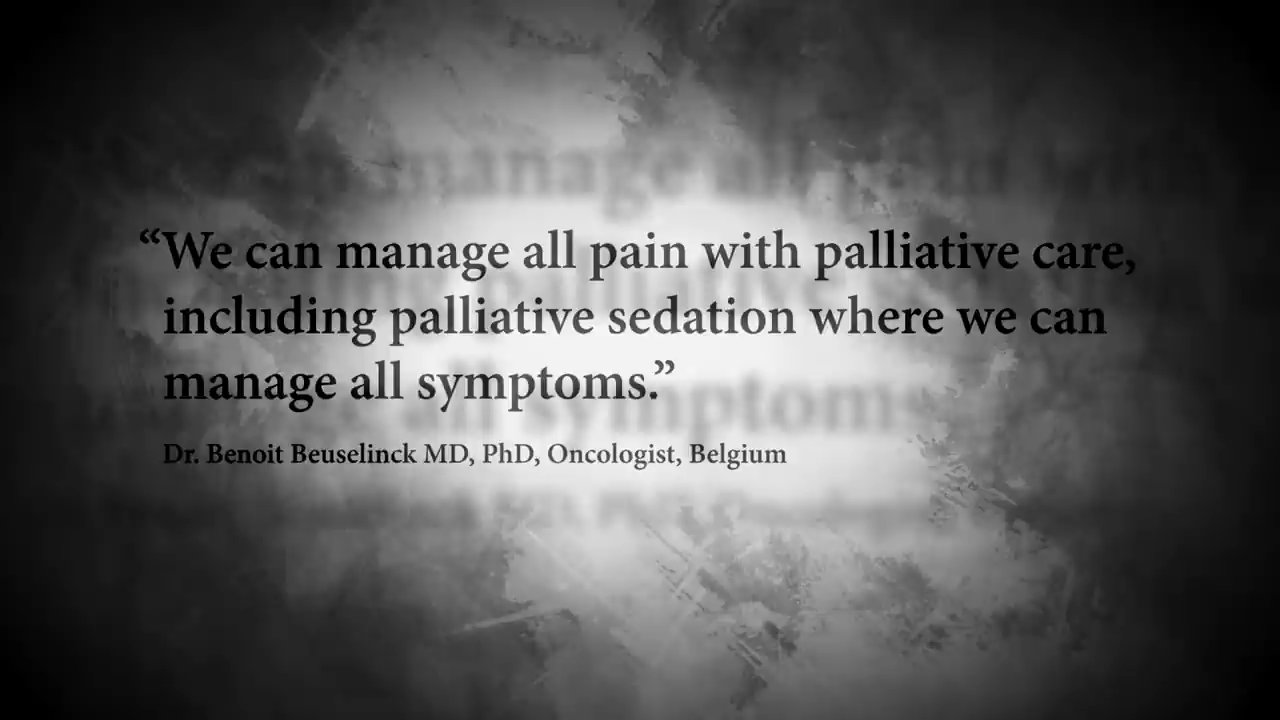 “We can manage all pain with palliative care,
including palliative sedation where we can
manage all symptoms.”
Dr. Benoit Beuselinck MD, PhD, Oncologist, Belgium